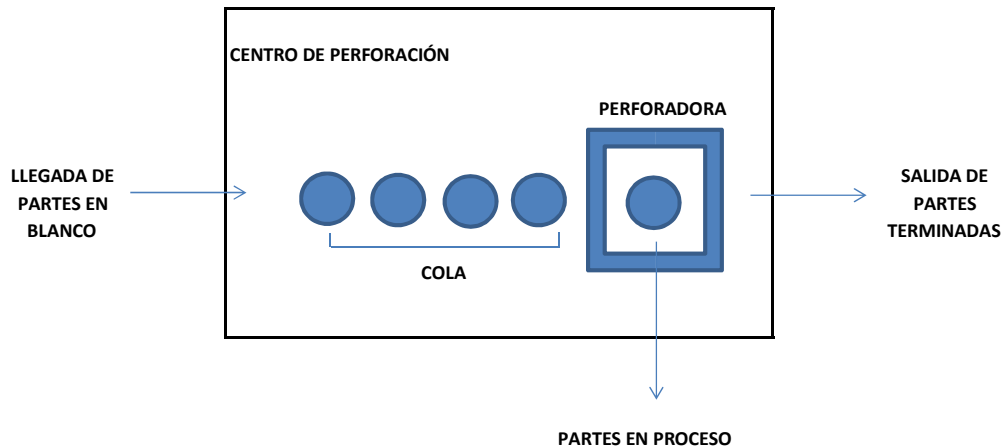 CENTRO DE PERFORACIÓN
PERFORADORA
LLEGADA DE
PARTES EN
BLANCO
SALIDA DE
PARTES
TERMINADAS
COLA
PARTES EN PROCESO